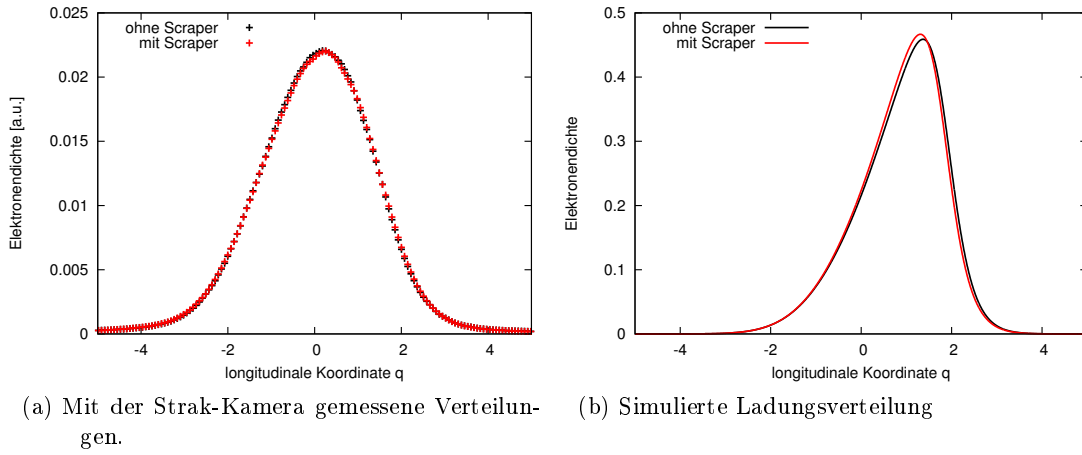 ohne Scraper
mit Scraper
0.025
0.02
0.015
0.01
0.005
0
Elektronendichte [a.u.]
-4 -2 0 2 4
longitudinale Koordinate q
(a) Mit der Strak-Kamera gemessene Verteilun-
gen.
ohne Scraper
mit Scraper
0.5
0.4
0.3
0.2
0.1
0
Elektronendichte
-4 -2 0 2 4
longitudinale Koordinate q
(b) Simulierte Ladungsverteilung